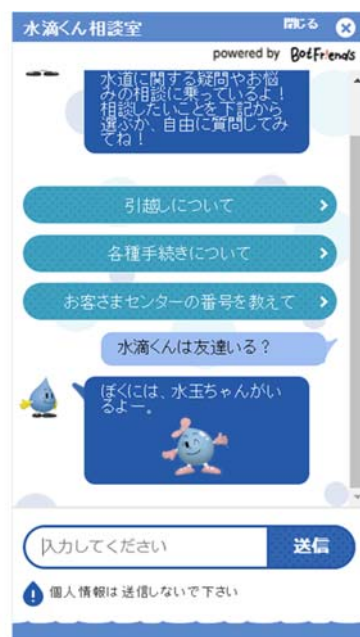 水滴くん相談室 閉じる
powered by BotFriends
水道に関する疑問やお悩
みの相談に乗っているよ！
相談したいことを下記から
選ぶか、自由に質問してみ
てね！
引越しについて
各種手続きについて
お客さまセンターの番号を教えて
水滴くんは友達いる？
ぼくには、水玉ちゃんがい
るよー。
入力してください 送信
個人情報は送信しないで下さい